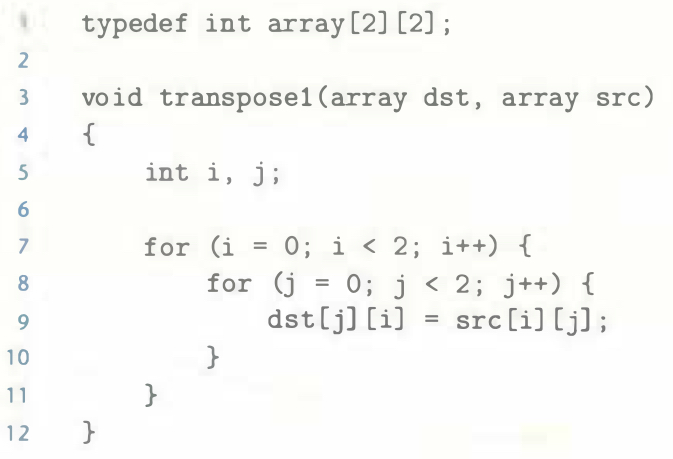 1 typedef int array[2][2];
2
3 void transpose1(array dst, array src)
4 {
5 int i, j;
6
7 for (i = 0; i < 2; i++) {
8 for (j = 0; j < 2; j++) {
9 dst[j][i] = src[i][j];
10 }
11 }
12 }